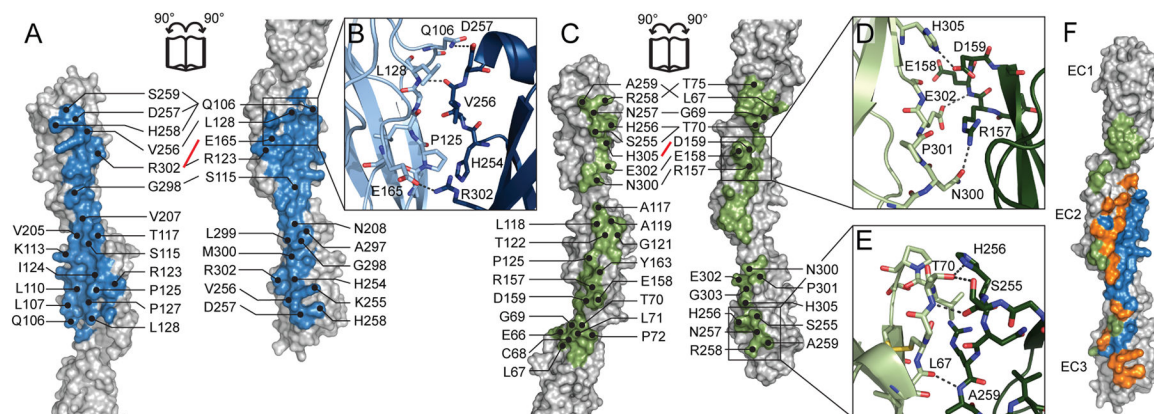 A
90° 90°
S259
D257
H258
V256
R302
G298
V207
V205
T117
K113
S115
I124
R123
L110
P125
L107
P127
Q106
L128
Q106
L128
E165
R123
S115
N208
L299
A297
M300
G298
R302
H254
V256
K255
D257
H258
B
Q106
D257
L128
V256
P125
H254
E165
R302
C
90° 90°
A259
T75
R258
L67
N257
G69
H256
T70
S255
D159
H305
E158
E302
R157
N300
A117
L118
A119
T122
G121
P125
Y163
R157
E158
D159
T70
G69
L71
E66
P72
C68
L67
N300
E302
P301
G303
H305
H256
S255
N257
A259
R258
D
H305
D159
E158
E302
R157
P301
N300
E
H256
T70
S255
L67
A259
F
EC1
EC2
EC3